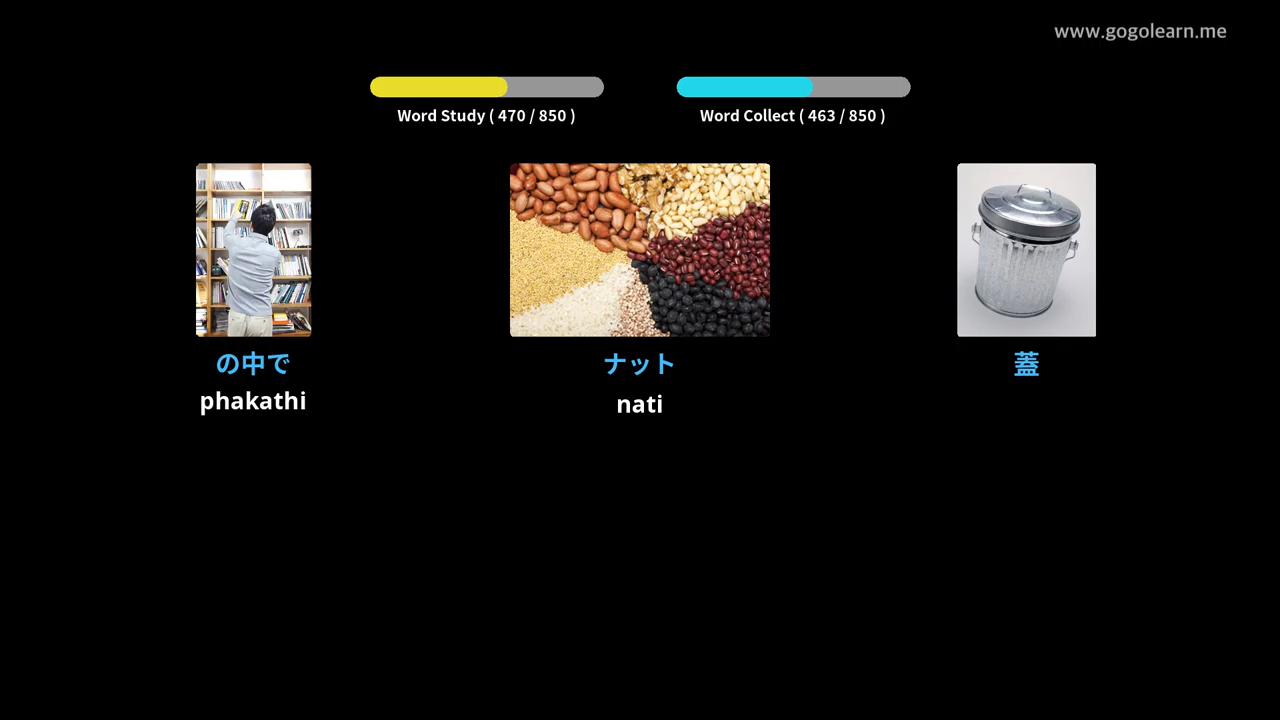 www.gogolearn.me
Word Study ( 470 / 850 )
Word Collect ( 463 / 850 )
の中で
phakathi
ナット
nati
蓋